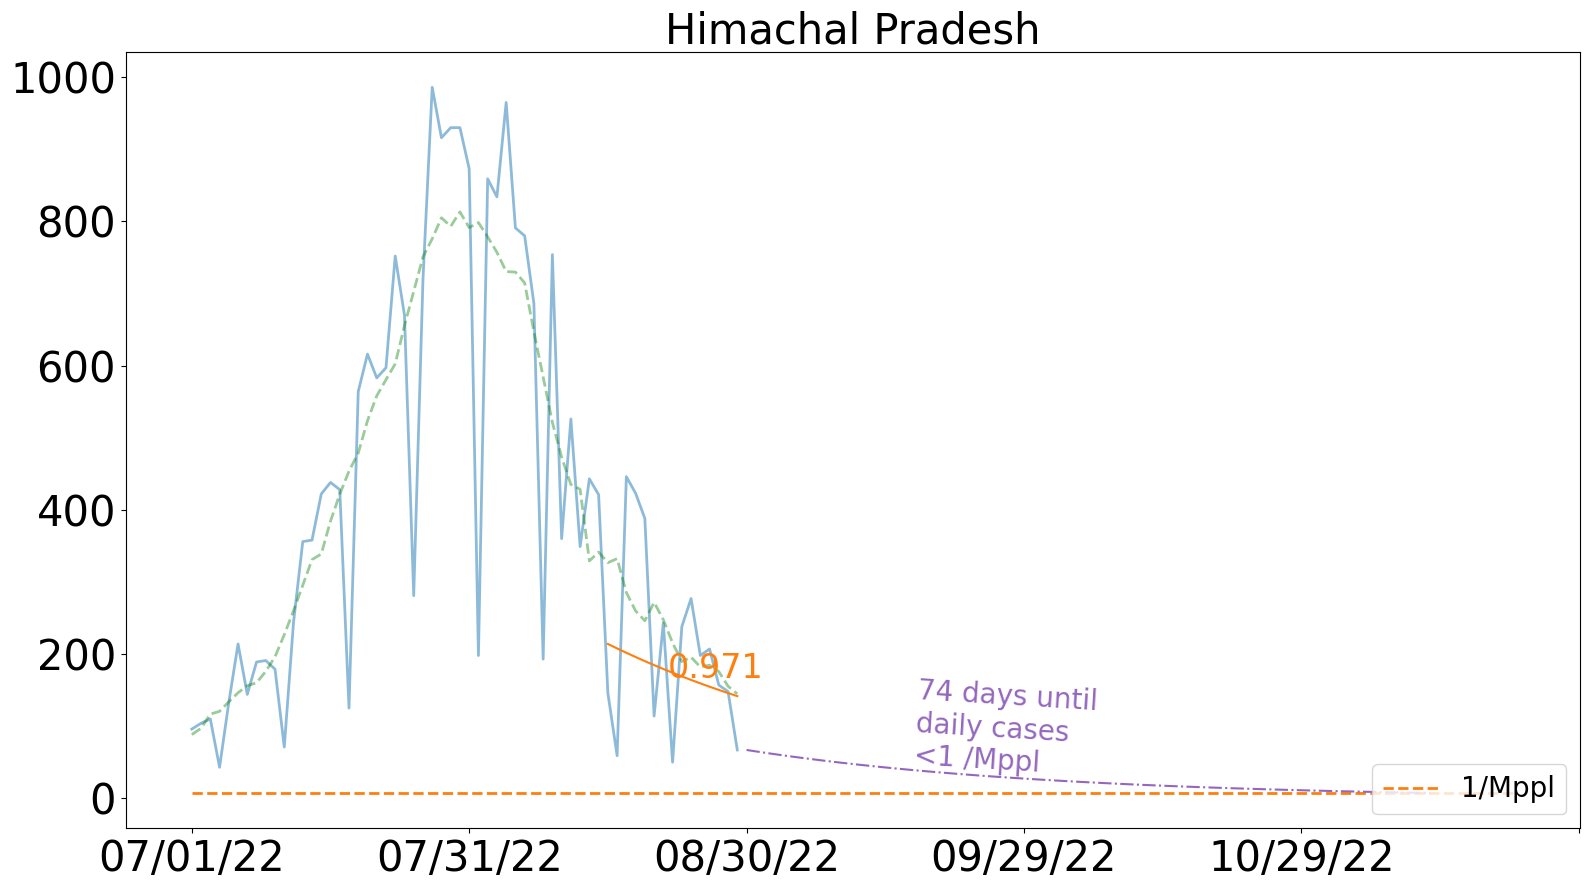 Himachal Pradesh
1000
800
600
400
200
0
0.971
74 days until
daily cases
<1 /Mppl
1/Mppl
07/01/22
07/31/22
08/30/22
09/29/22
10/29/22